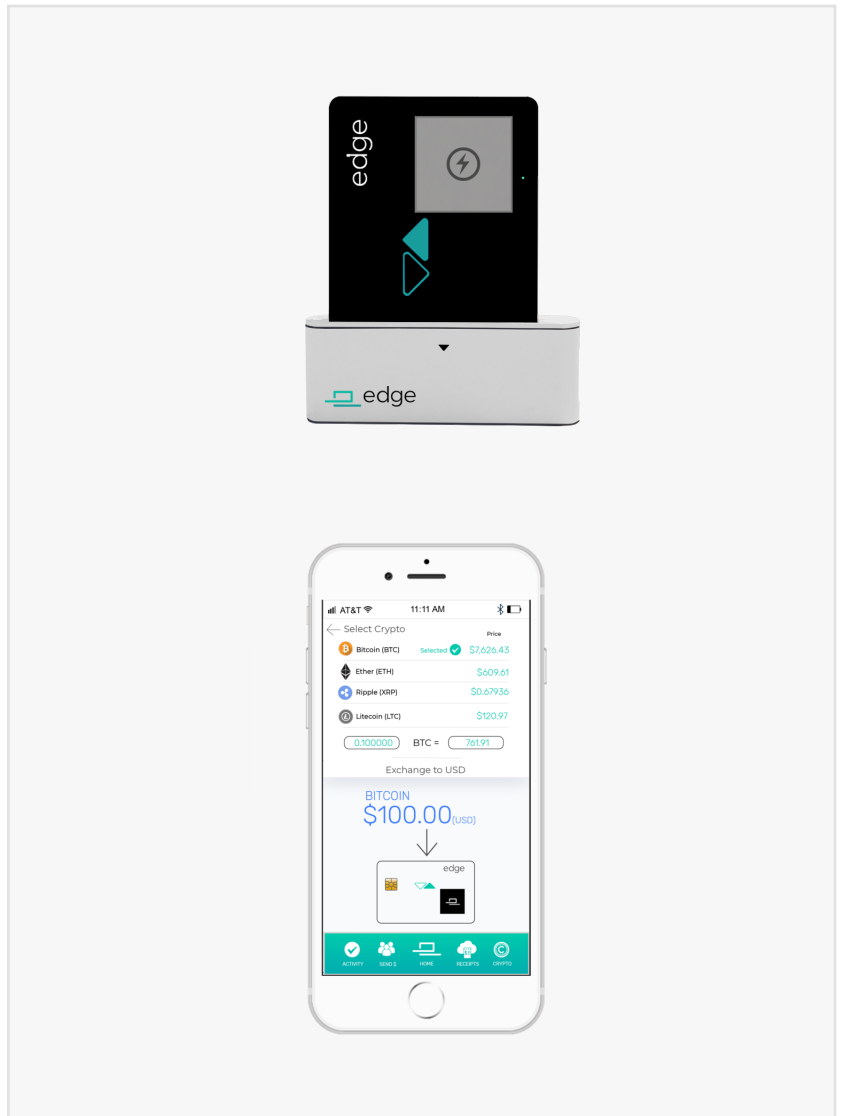 edge
edge
AT&T 11:11 AM
Select Crypto
Price
Bitcoin (BTC) Selected $7,626.43
Ether (ETH) $609.61
Ripple (XRP) $0.67936
Litecoin (LTC) $120.97
0.100000 BTC = 761.91
Exchange to USD
BITCOIN
$100.00 (USD)
edge
ACTIVITY SEND $ HOME RECEIPTS CRYPTO